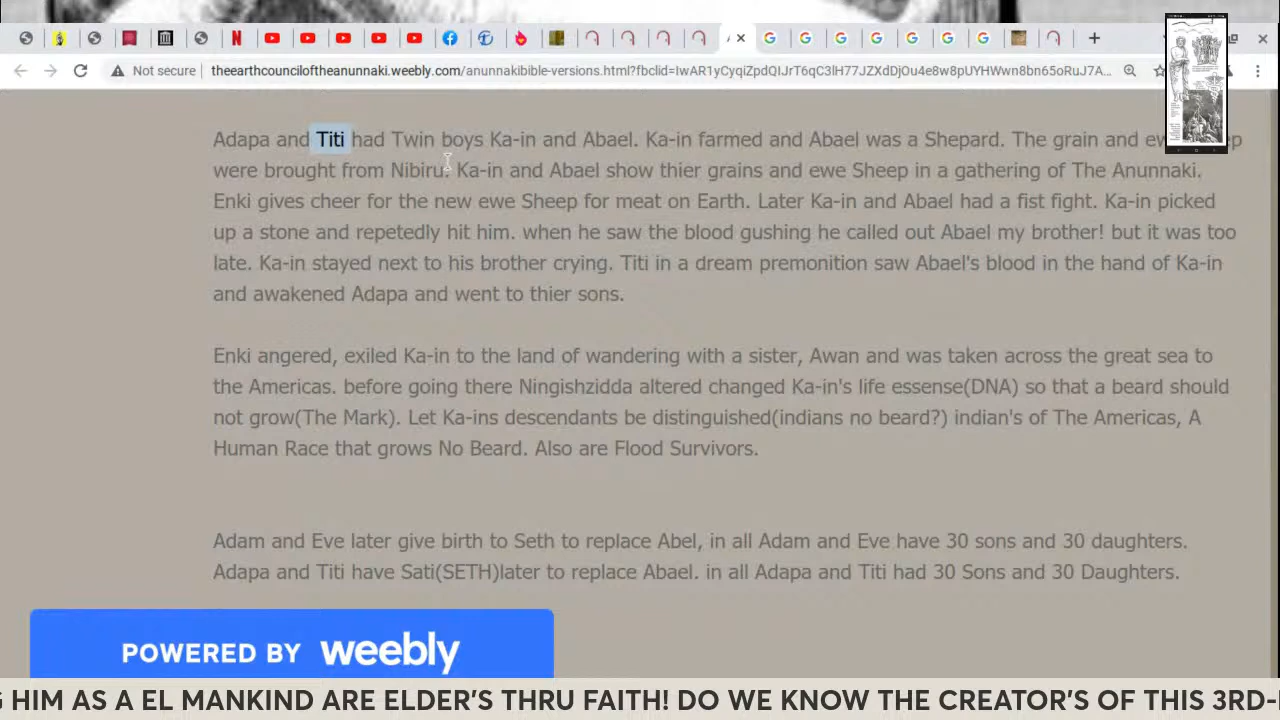 Not secure theearthcounciloftheanunnaki.weebly.com/anunnakibible-versions.html?fbclid=IwAR1yCyqiZpdQtJrT6qC3lH77JZXdDjOu4e8w8pUYHWwn8bn65oRuJ7A...
Adapa and Titi had Twin boy Ka-in and Abael. Ka-in farmed and Abael was a Shepard. The grain and
were brought from Nibiru. Ka-in and Abael show thier grains and ewe Sheep in a gathering of The Anunnaki.
Enki gives cheer for the new ewe Sheep for meat on Earth. Later Ka-in and Abael had a fist fight. Ka-in picked
up a stone and repetedly hit him. when he saw the blood gushing he called out Abael my brother! but it was too
late. Ka-in stayed next to his brother crying. Titi in a dream premonition saw Abael's blood in the hand of Ka-in
and awakened Adapa and went to thier sons.
Enki angered, exiled Ka-in to the land of wandering with a sister, Awan and was taken across the great sea to
the Americas. before going there Ningishzidda altered changed Ka-in's life essense(DNA) so that a beard should
not grow(The Mark). Let Ka-ins descendants be distinguished(indians no beard?) indian's of The Americas, A
Human Race that grows No Beard. Also are Flood Survivors.
Adam and Eve later give birth to Seth to replace Abel, in all Adam and Eve have 30 sons and 30 daughters.
Adapa and Titi have Sati(SETH)later to replace Abael. in all Adapa and Titi had 30 Sons and 30 Daughters.
POWERED BY weebly
HIM AS A EL MANKIND ARE ELDER'S THRU FAITH! DO WE KNOW THE CREATOR'S OF THIS 3RD-